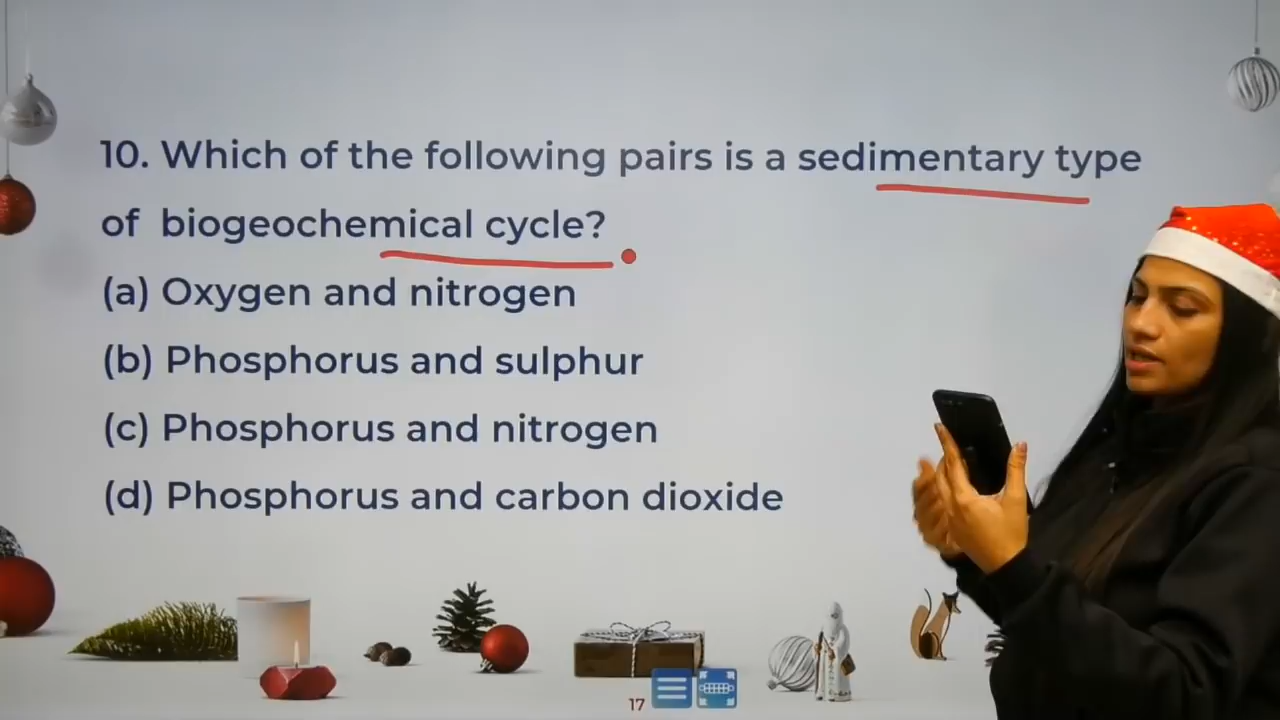 10. Which of the following pairs is a sedimentary type
of biogeochemical cycle?
(a) Oxygen and nitrogen
(b) Phosphorus and sulphur
(c) Phosphorus and nitrogen
(d) Phosphorus and carbon dioxide
17